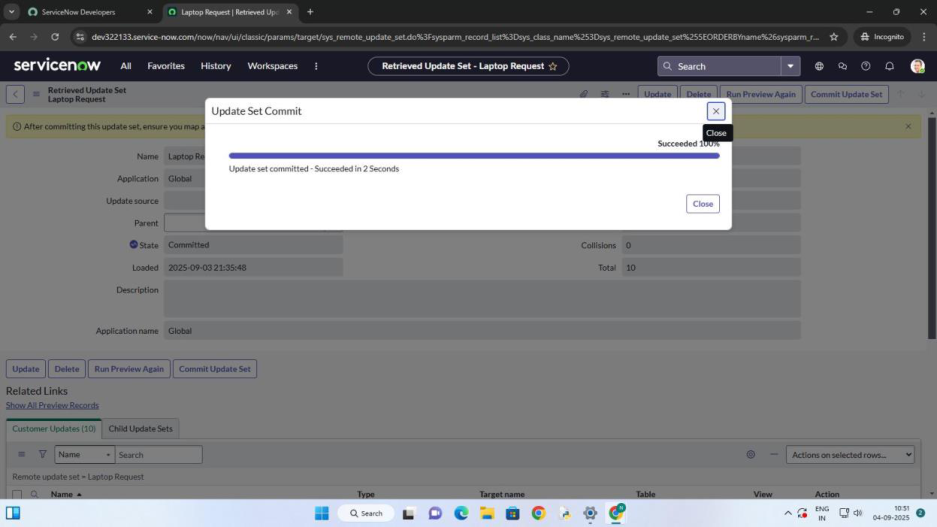 ServiceNow Developers
Laptop Request | Retrieved Upda
dev322133.service-now.com/now/nav/ui/classic/params/target/sys_remote_update_set.do%3Fsysparm_record_list%3Dsys_class_name%253Dsys_remote_update_set%255EORDERBYname%26sysparm_r...
Incognito
servicenow
All
Favorites
History
Workspaces
Retrieved Update Set - Laptop Request
Search
Retrieved Update Set
Laptop Request
Update
Delete
Run Preview Again
Commit Update Set
After committing this update set, ensure you map a
Update Set Commit
Close
Succeeded 100%
Update set committed - Succeeded in 2 Seconds
Close
Name
Laptop Re
Application
Global
Update source
Parent
State
Committed
Collisions
0
Loaded
2025-09-03 21:35:48
Total
10
Description
Application name
Global
Update
Delete
Run Preview Again
Commit Update Set
Related Links
Show All Preview Records
Customer Updates (10)
Child Update Sets
Name
Search
Actions on selected rows...
Remote update set = Laptop Request
Name
Type
Target name
Table
View
Action
Search
ENG
IN
10:51
04-09-2025
2